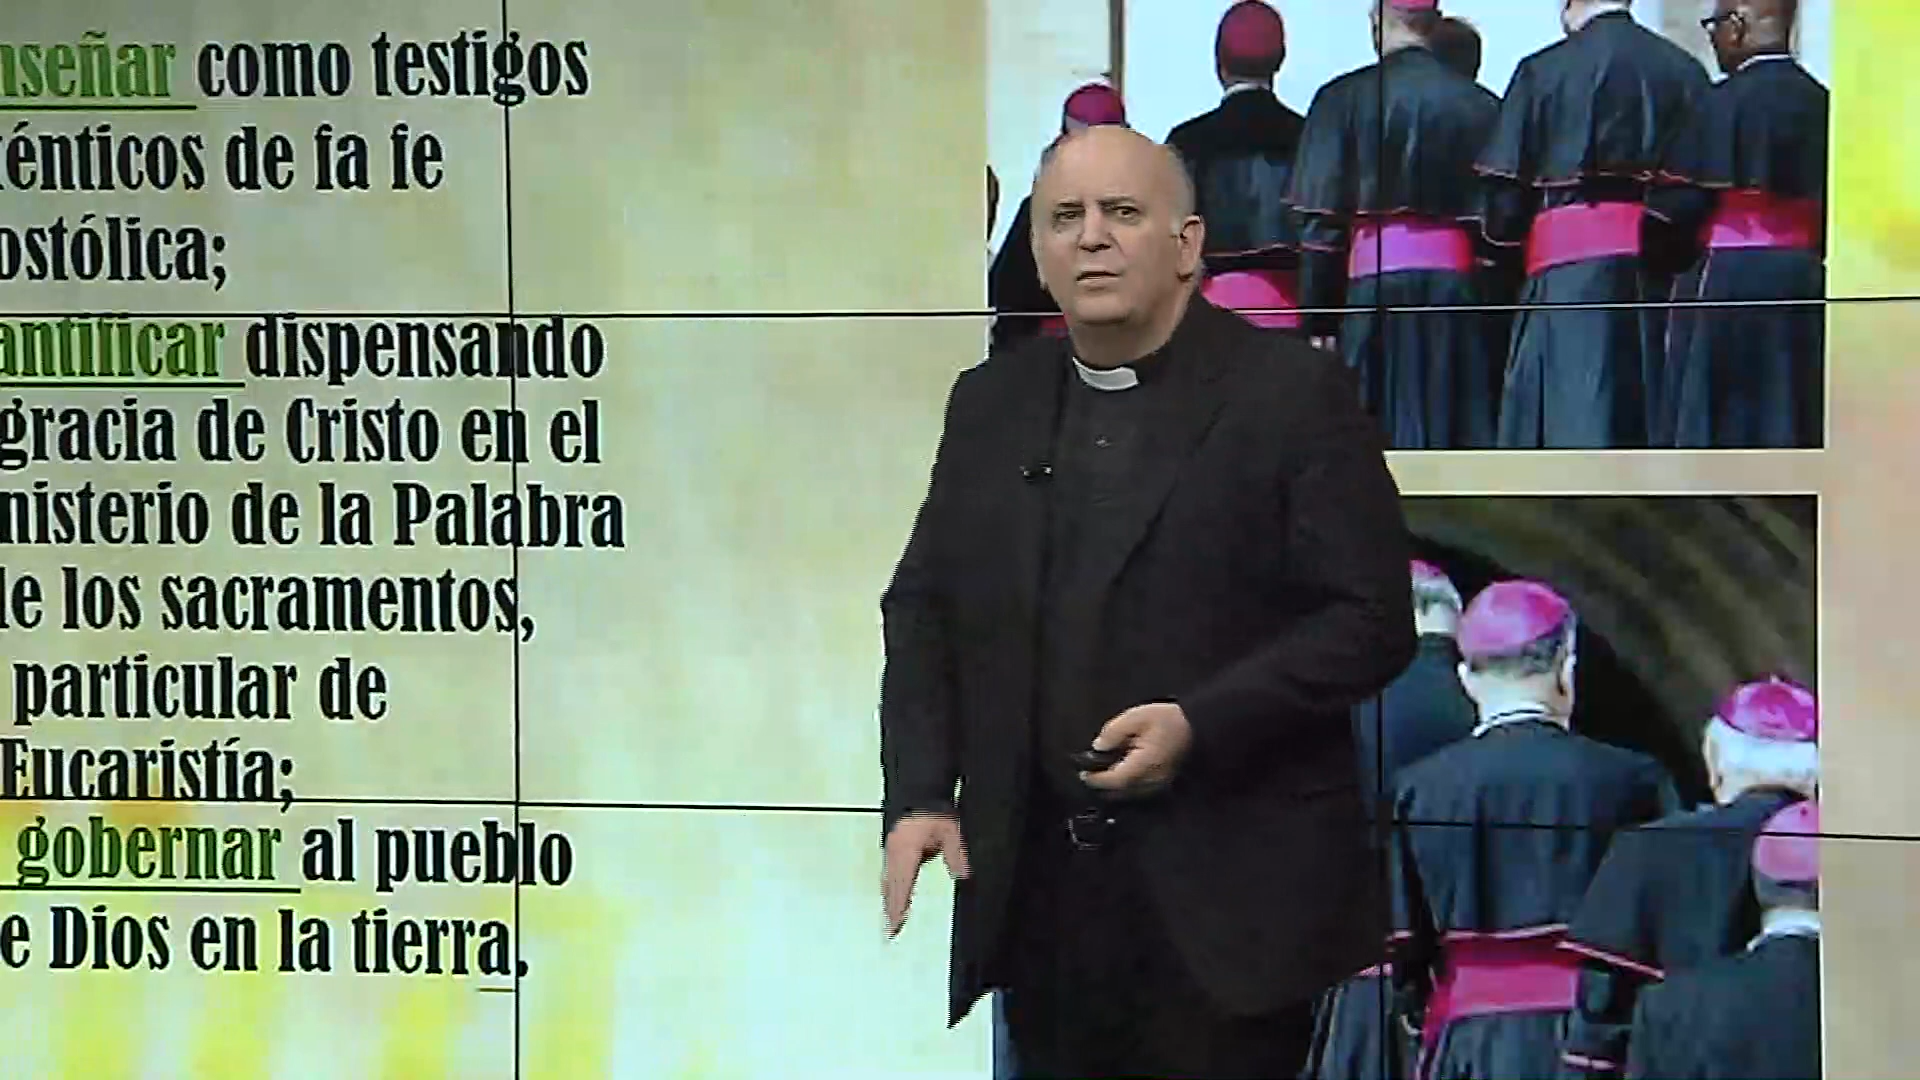 nseñar como testigos
énticos de fa fe
ostólica;
antificar dispensando
gracia de Cristo en el
nisterio de la Palabra
de los sacramentos,
particular de
Eucaristía;
gobernar al pueblo
e Dios en la tierra.